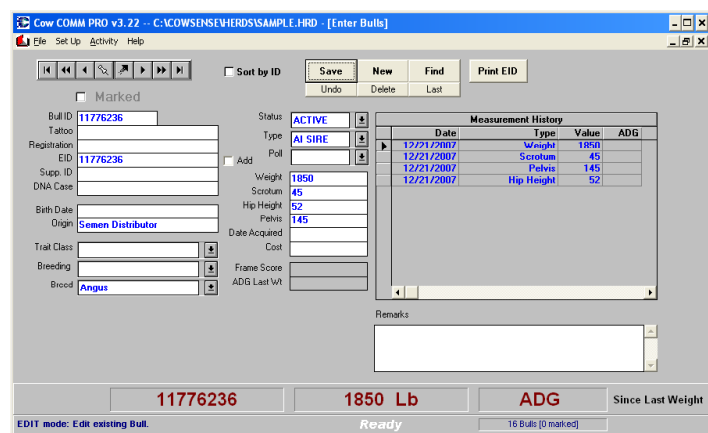 Cow COMM PRO v3.22 -- C:\COWSENSE\HERDS\SAMPLE.HRD - [Enter Bulls]
File Set Up Activity Help
Sort by ID Save New Find Print EID
Undo Delete Last
Marked
Bull ID 11776236
Tattoo
Registration
EID 11776236
Supp. ID
DNA Case
Birth Date
Origin Semen Distributor
Trait Class
Breeding
Breed Angus
Status ACTIVE
Type AI SIRE
Add Poll
Weight 1850
Scrotum 45
Hip Height 52
Pelvis 145
Date Acquired
Cost
Frame Score
ADG Last Wt
Measurement History
Date Type Value ADG
12/21/2007 Weight 1850
12/21/2007 Scrotum 45
12/21/2007 Pelvis 145
12/21/2007 Hip Height 52
Remarks
11776236 1850 Lb ADG Since Last Weight
EDIT mode: Edit existing Bull. Ready 16 Bulls [0 marked]